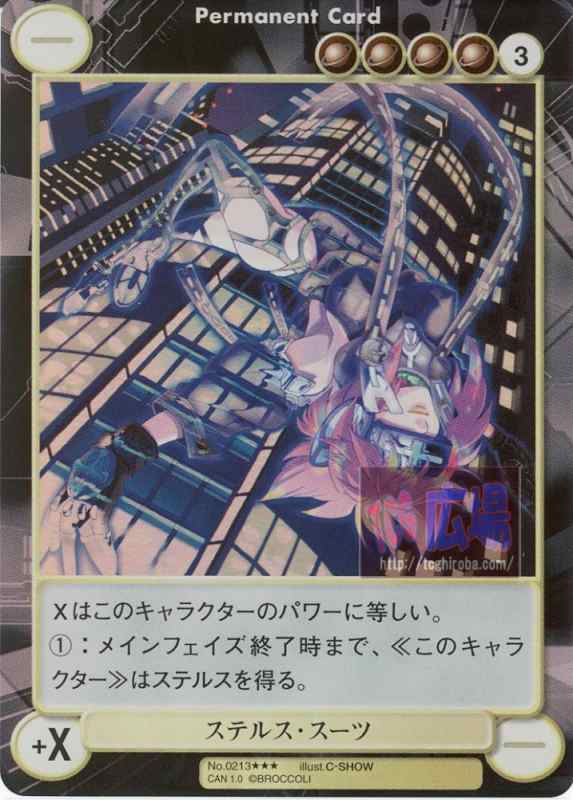 Permanent Card
3
広場
http://tcghiroba.com/
Xはこのキャラクターのパワーに等しい。
①：メインフェイズ終了時まで、≪このキャラ
クター≫はステルスを得る。
ステルス・スーツ
+X
No.0213★★★ illust.C-SHOW
CAN 1.0 ©BROCCOLI